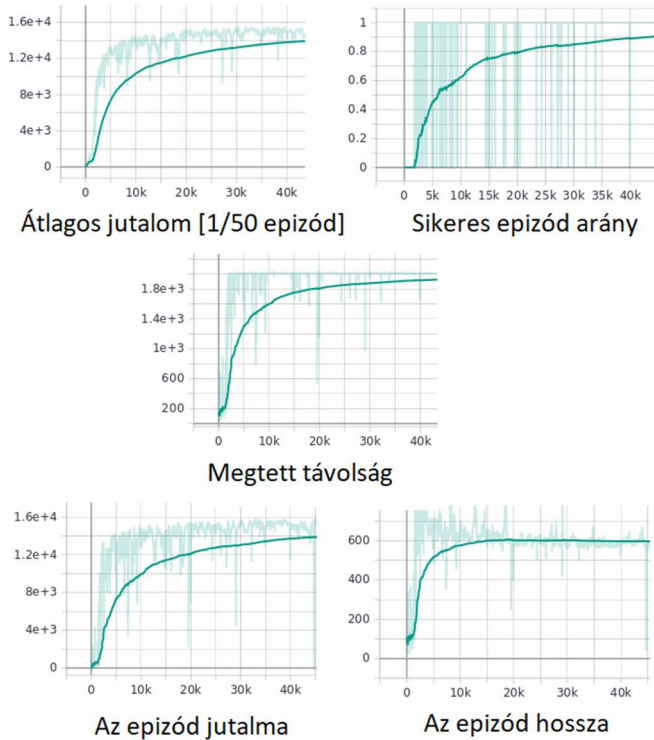 1.6e+4
1.2e+4
8e+3
4e+3
0
0 10k 20k 30k 40k
Átlagos jutalom [1/50 epizód]
1
0.8
0.6
0.4
0.2
0
0 5k 10k 15k 20k 25k 30k 35k 40k
Sikeres epizód arány
1.8e+3
1.4e+3
1e+3
600
200
0 10k 20k 30k 40k
Megtett távolság
1.6e+4
1.2e+4
8e+3
4e+3
0
0 10k 20k 30k 40k
Az epizód jutalma
600
400
200
0
0 10k 20k 30k 40k
Az epizód hossza